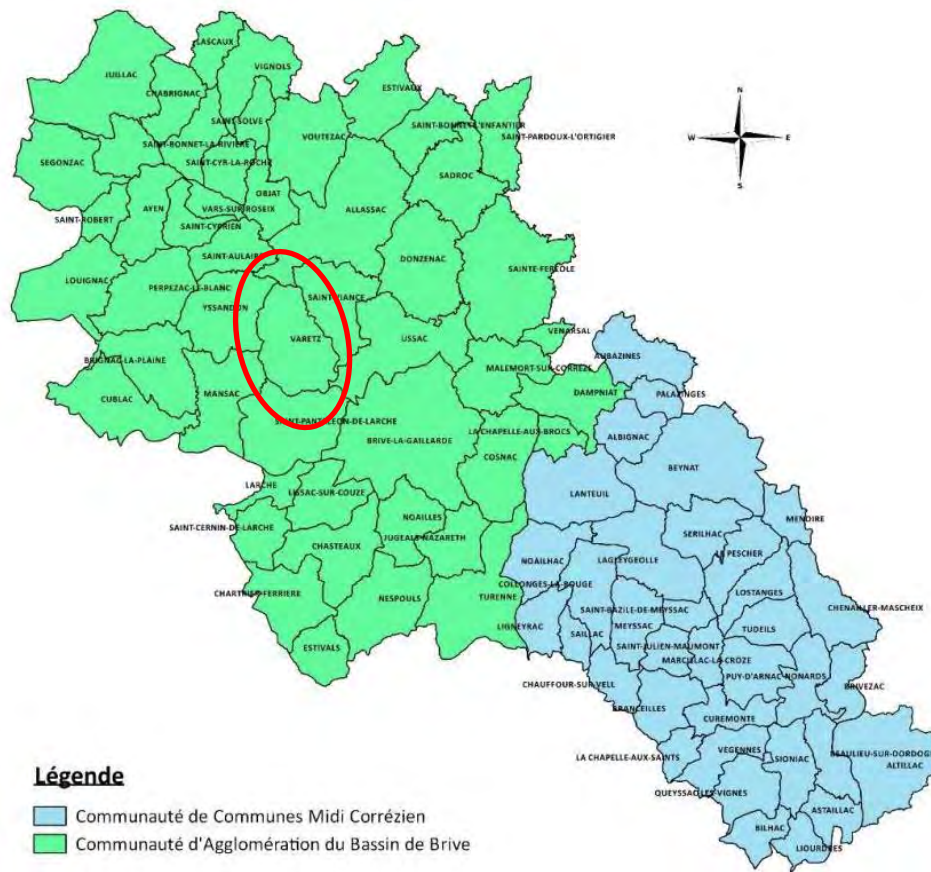 LASCAUX
JUILLAC
VIGNOLS
ESTIVAUX
CHABRIGNAC
SAINT-SOLVE
VOUTEZAC
SAINT-BONNET-L'ENFANTIER
SAINT-PARDOUX-L'ORTIGIER
SEGONZAC
SAINT-BONNET-LA-RIVIERE
SAINT-CYR-LA-ROCHE
SADROC
OBJAT
AYEN
VARS-SUR-ROSEIX
ALLASSAC
SAINT-ROBERT
SAINT-CYPRIEN
SAINT-AULAIRE
DONZENAC
SAINTE-FEREOLE
LOUIGNAC
PERPEZAC-LE-BLANC
SAINT-VIANCE
YSSANDON
VARETZ
USSAC
VENARSAL
AUBAZINES
BRIGNAC-LA-PLAINE
MALEMORT-SUR-CORREZE
CUBLAC
MANSAC
DAMPNIAT
PALAZINGES
SAINT-PANTALEON-DE-LARCHE
LA CHAPELLE-AUX-BROCS
BRIVE-LA-GAILLARDE
ALBIGNAC
COSNAC
BEYNAT
LARCHE
LISSAC-SUR-COUZE
LANTEUIL
SAINT-CERNIN-DE-LARCHE
NOAILLES
MENOIRE
JUGEALS-NAZARETH
SERILHAC
CHASTEAUX
LE PESCHER
NOAILHAC
LAGLEYGEOLLE
COLLONGES-LA-ROUGE
CHARTRIER-FERRIERE
NESPOULS
TURENNE
LOSTANGES
CHENAILLER-MASCHEIX
SAINT-BAZILE-DE-MEYSSAC
LIGNEYRAC
SAILLAC
MEYSSAC
TUDEILS
ESTIVALS
SAINT-JULIEN-MAUMONT
MARCILLAC-LA-CROZE
PUY-D'ARNAC
NONARDS
CHAUFFOUR-SUR-VELL
BRIVEZAC
BRANCEILLES
CUREMONTE
LA CHAPELLE-AUX-SAINTS
VEGENNES
SIONIAC
BEAULIEU-SUR-DORDOG
ALTILLAC
QUEYSSAC-LES-VIGNES
ASTAILLAC
BILHAC
LIOURDRES
N
W
E
S
Légende
Communauté de Communes Midi Corrézien
Communauté d'Agglomération du Bassin de Brive